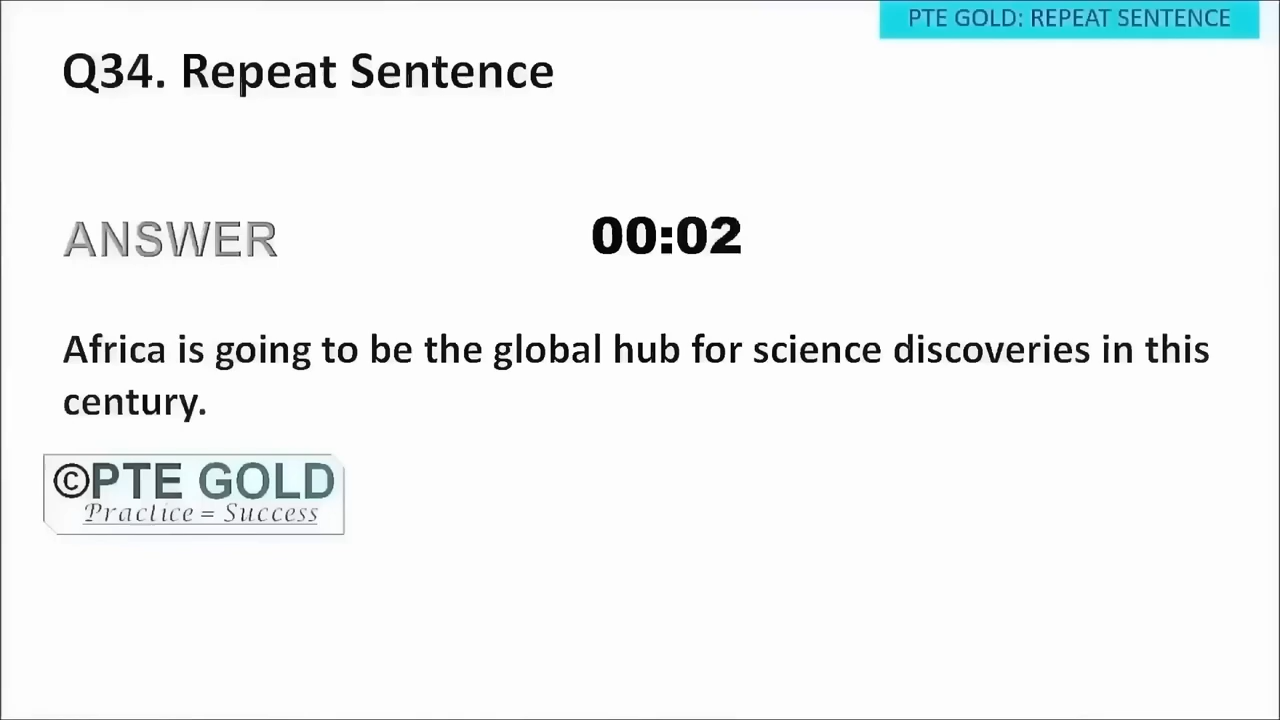 PTE GOLD: REPEAT SENTENCE
Q34. Repeat Sentence
ANSWER
00:02
Africa is going to be the global hub for science discoveries in this
century.
©PTE GOLD
Practice = Success